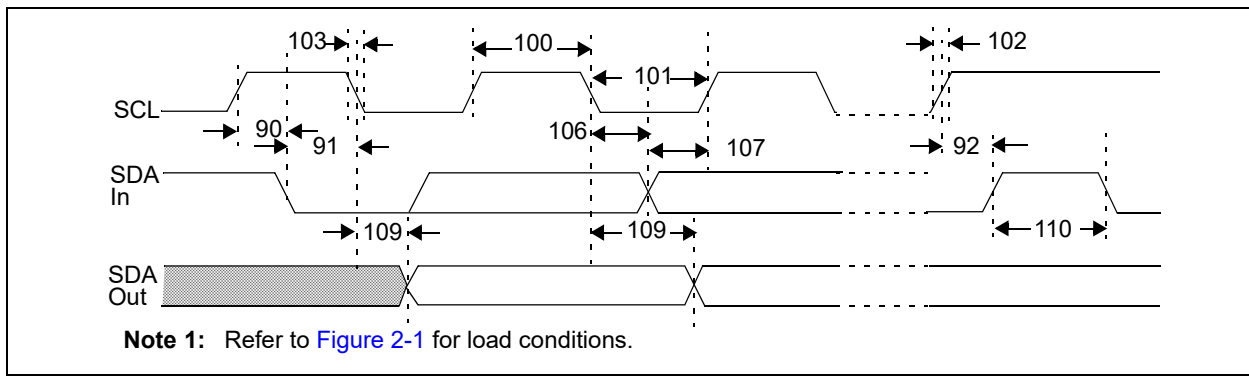 103
100
102
101
SCL
90
91
106
107
92
SDA
In
109
109
110
SDA
Out
Note 1: Refer to Figure 2-1 for load conditions.